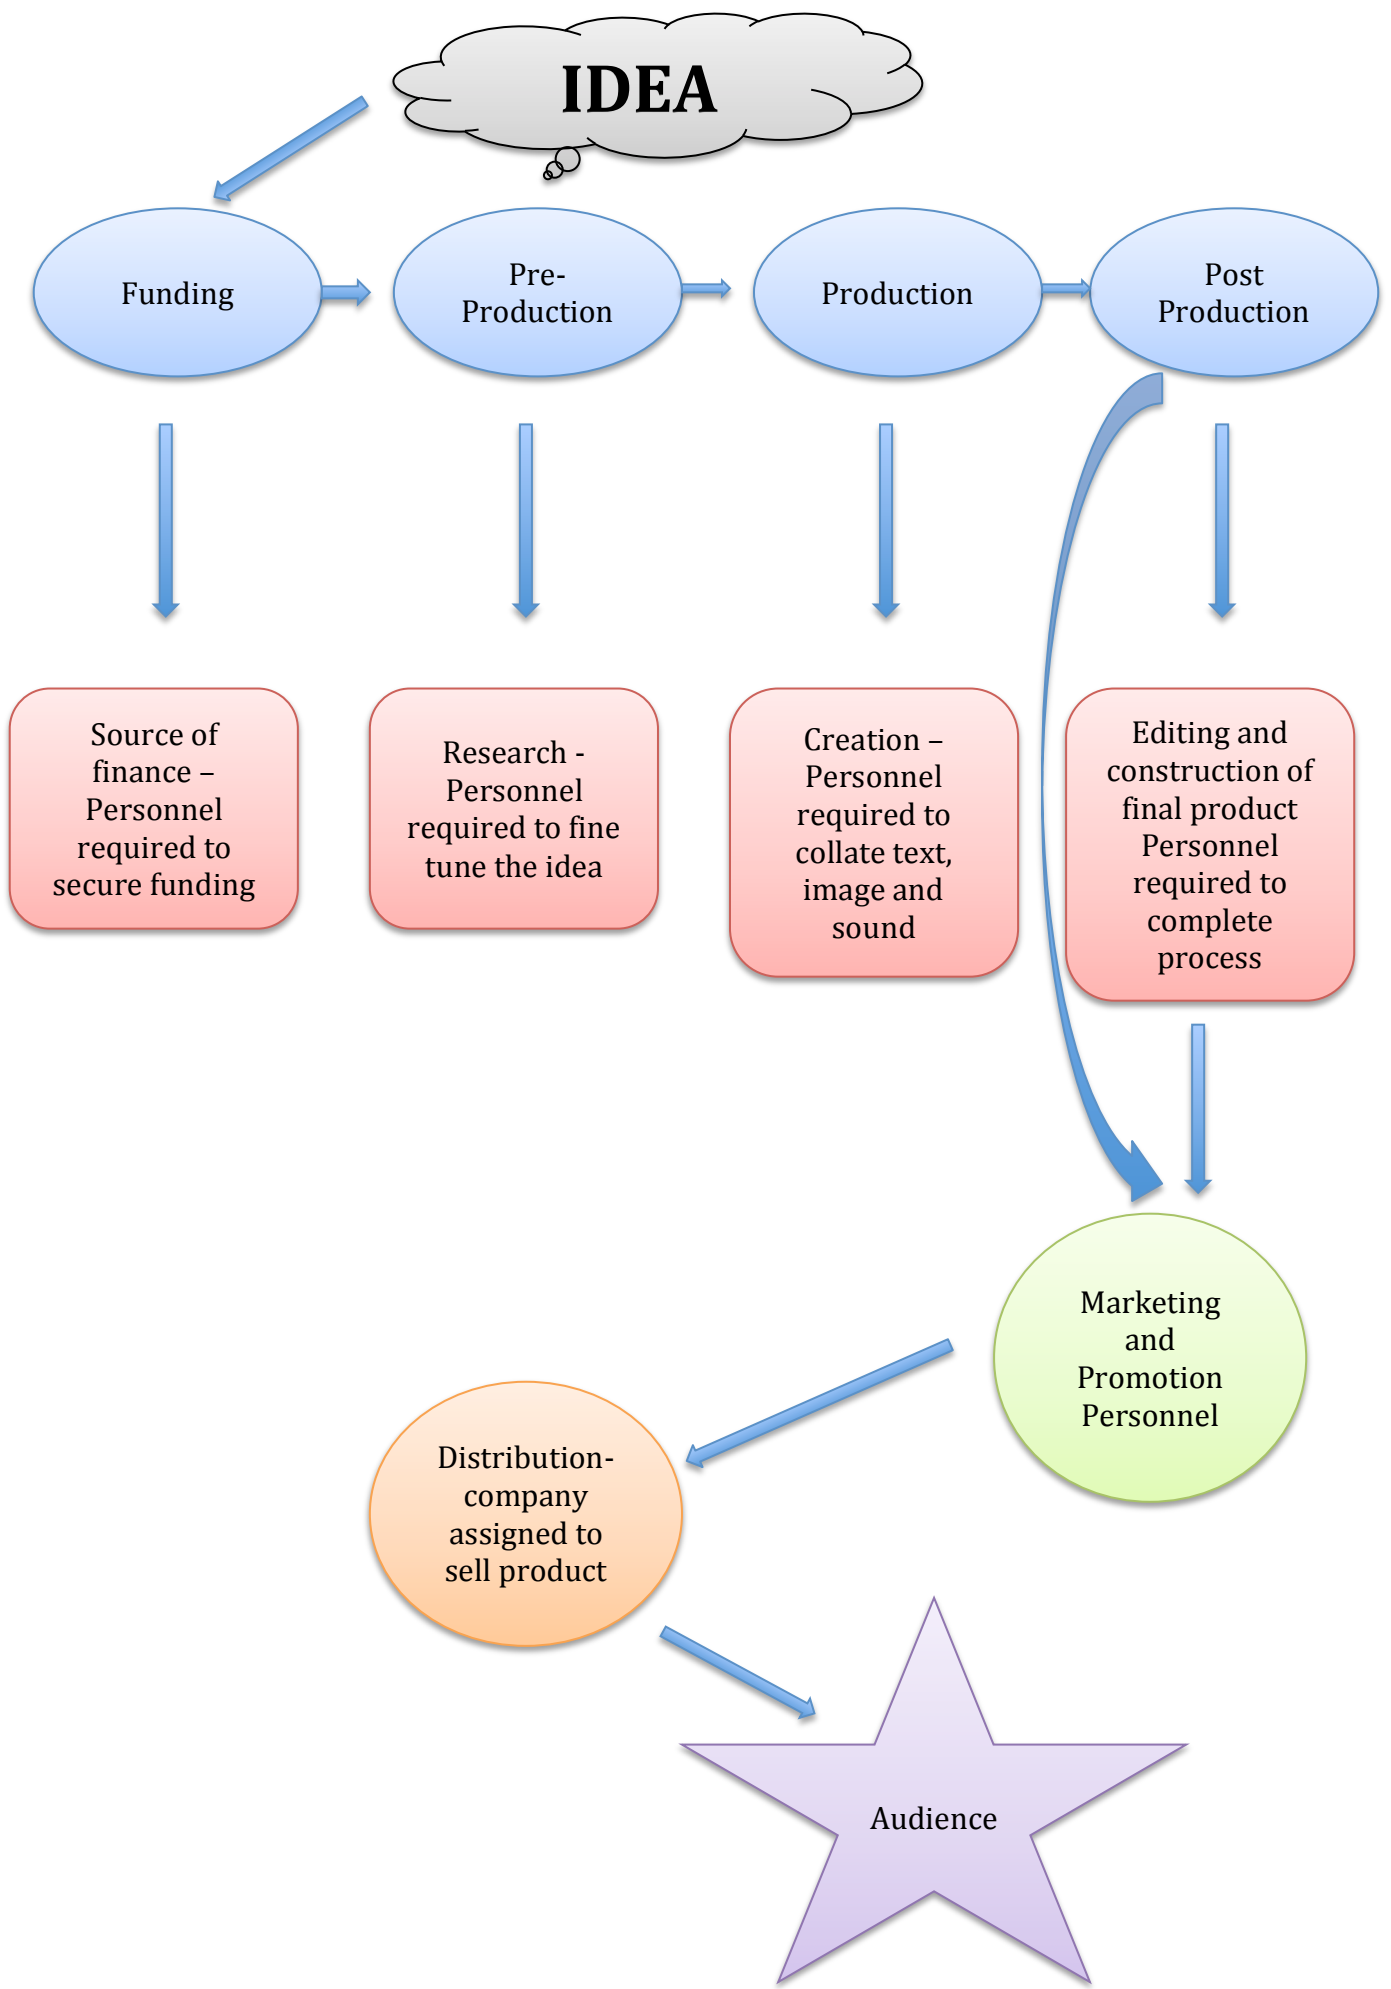 IDEA
Funding
Pre-
Production
Production
Post
Production
Source of
finance –
Personnel
required to
secure funding
Research -
Personnel
required to fine
tune the idea
Creation –
Personnel
required to
collate text,
image and
sound
Editing and
construction of
final product
Personnel
required to
complete
process
Marketing
and
Promotion
Personnel
Distribution-
company
assigned to
sell product
Audience